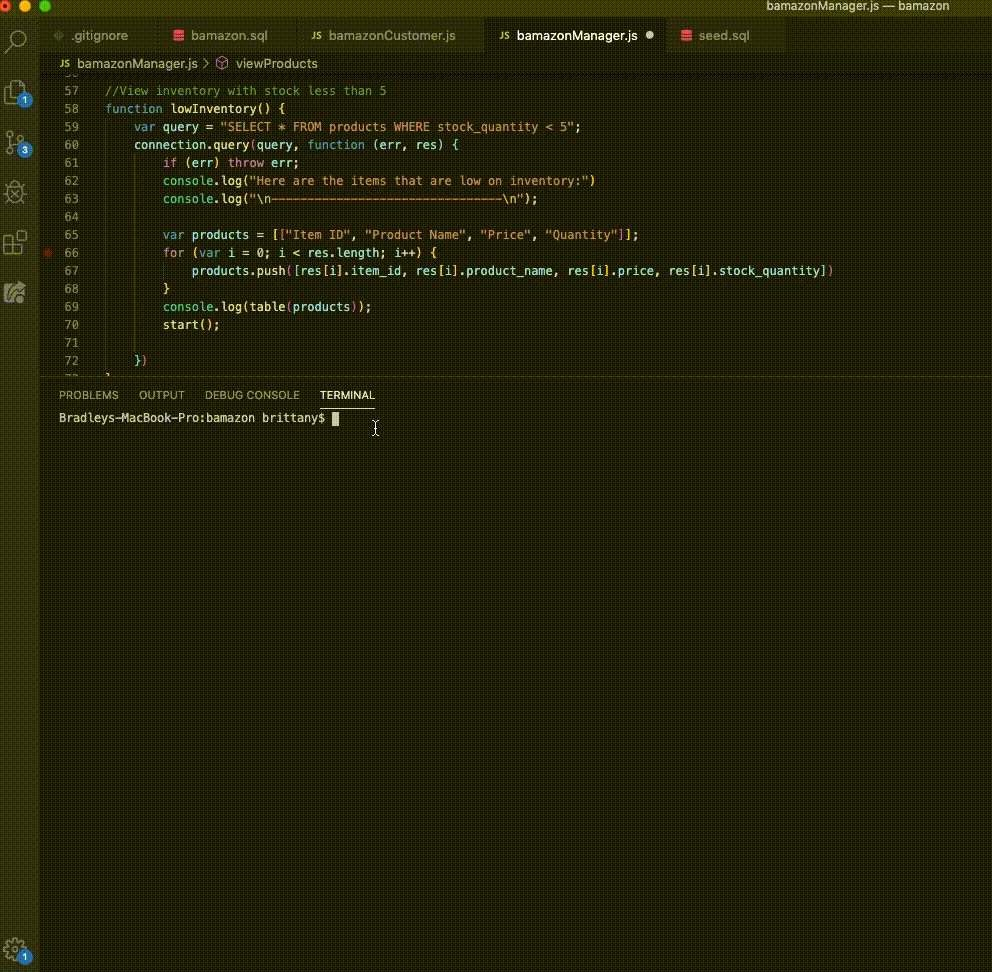 bamazonManager.js — bamazon
.gitignore bamazon.sql JS bamazonCustomer.js JS bamazonManager.js seed.sql
JS bamazonManager.js > viewProducts
57 //View inventory with stock less than 5
58 function lowInventory() {
59 var query = "SELECT * FROM products WHERE stock_quantity < 5";
60 connection.query(query, function (err, res) {
61 if (err) throw err;
62 console.log("Here are the items that are low on inventory:")
63 console.log("\n--------------------------------\n");
64
65 var products = [["Item ID", "Product Name", "Price", "Quantity"]];
66 for (var i = 0; i < res.length; i++) {
67 products.push([res[i].item_id, res[i].product_name, res[i].price, res[i].stock_quantity])
68 }
69 console.log(table(products));
70 start();
71
72 })
PROBLEMS OUTPUT DEBUG CONSOLE TERMINAL
Bradleys-MacBook-Pro:bamazon brittany$
1
3
1